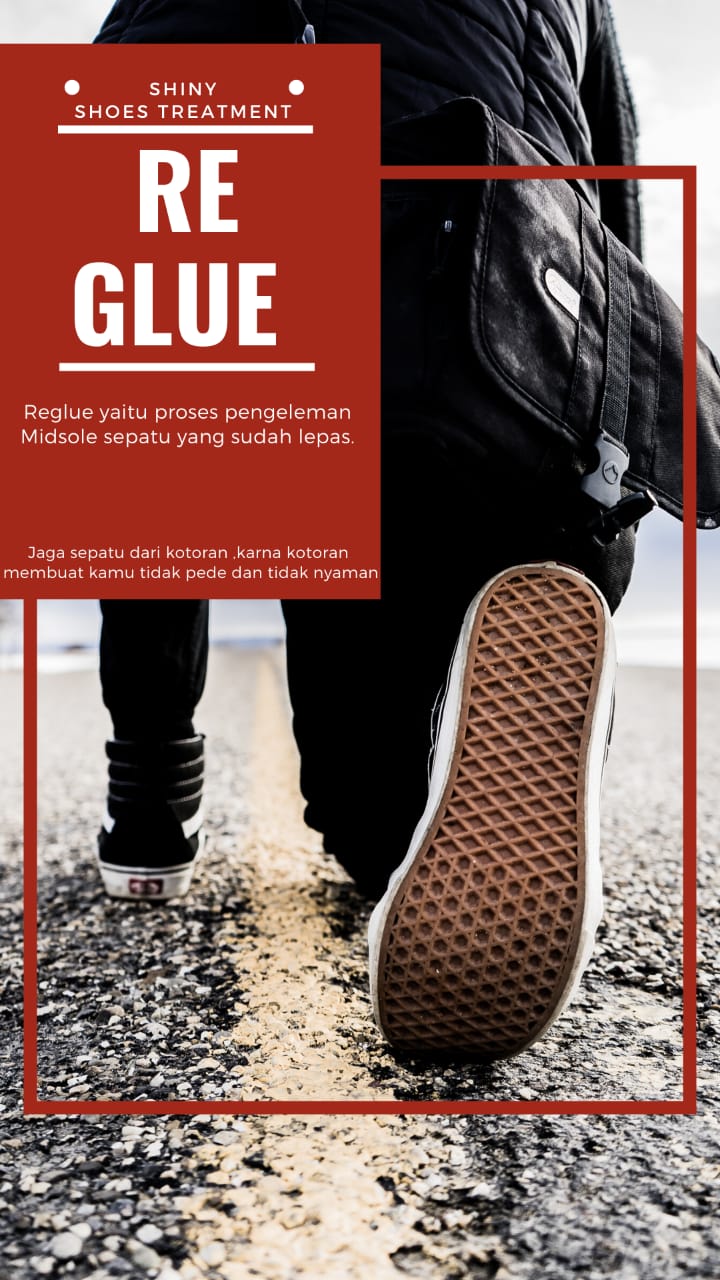 SHINY
SHOES TREATMENT
RE
GLUE
Reglue yaitu proses pengeleman
Midsole sepatu yang sudah lepas.
Jaga sepatu dari kotoran ,karna kotoran
membuat kamu tidak pede dan tidak nyaman